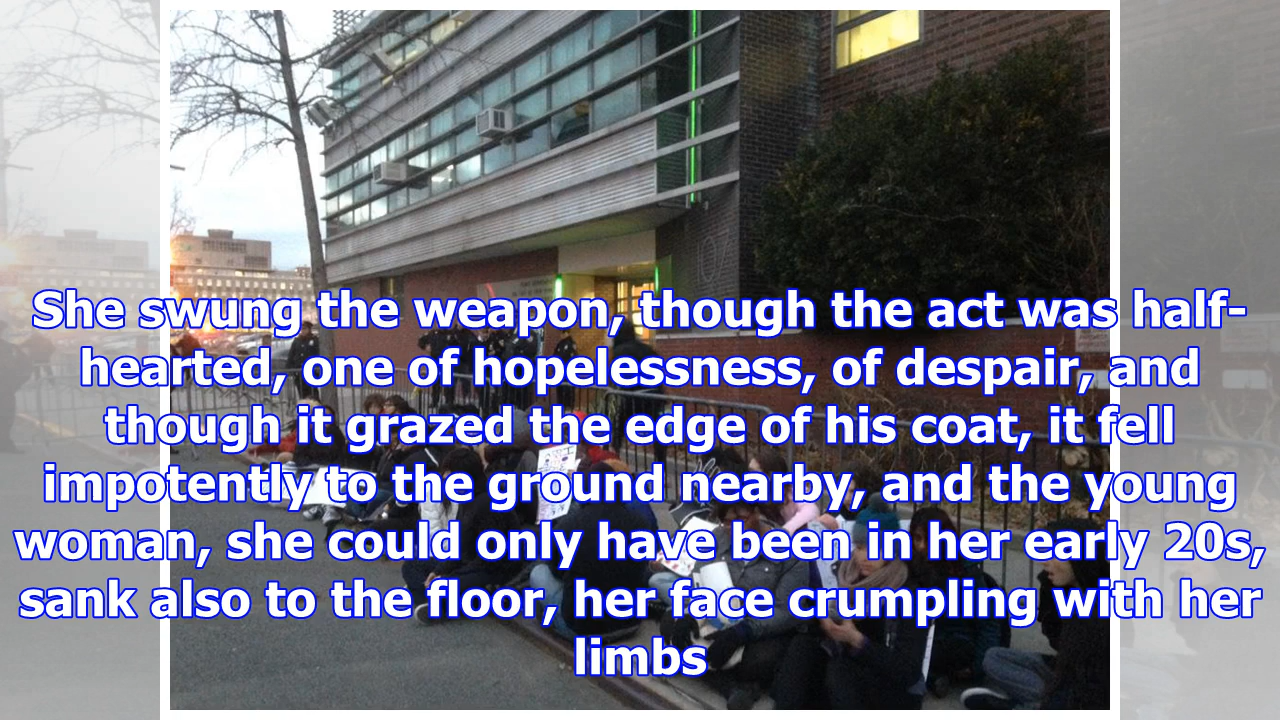 She swung the weapon, though the act was half-
hearted, one of hopelessness, of despair, and
though it grazed the edge of his coat, it fell
impotently to the ground nearby, and the young
woman, she could only have been in her early 20s,
sank also to the floor, her face crumpling with her
limbs